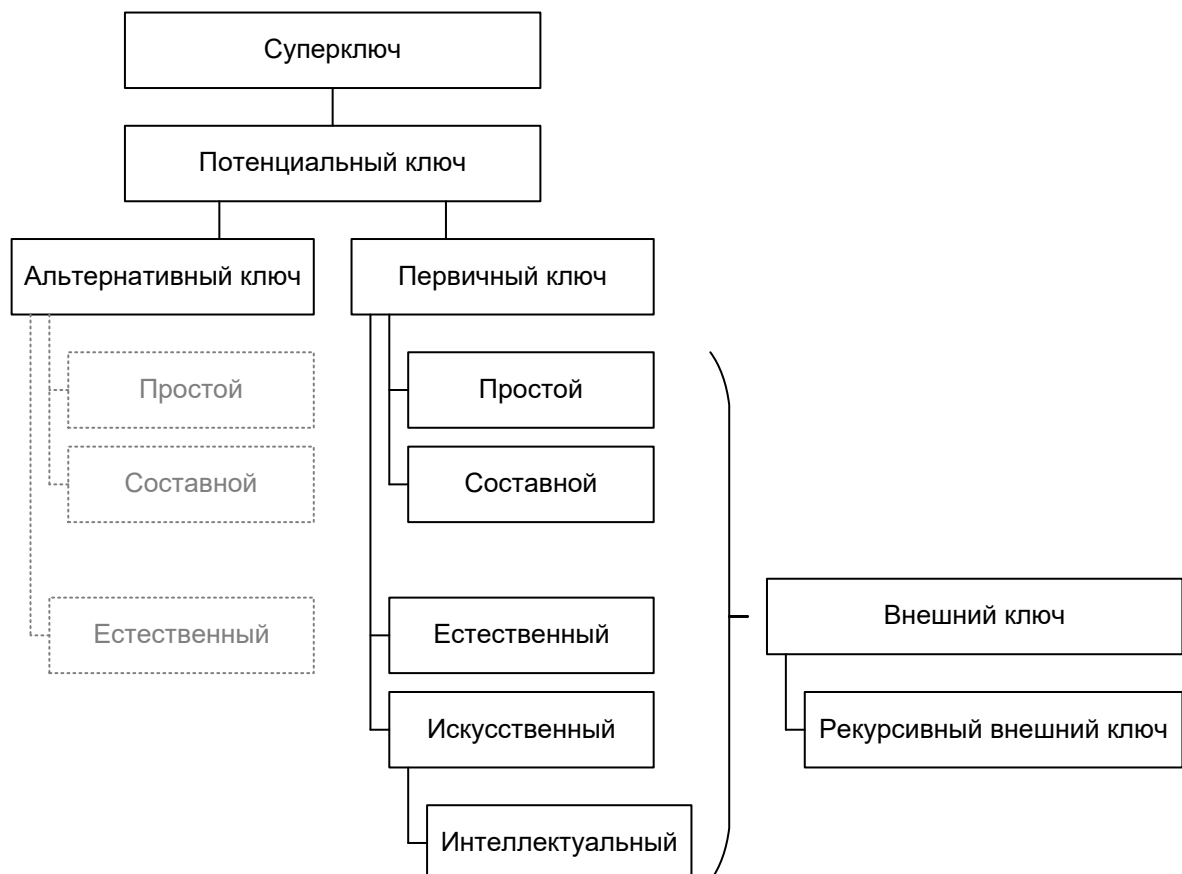 Суперключ
Потенциальный ключ
Альтернативный ключ
Первичный ключ
Простой
Простой
Составной
Составной
Естественный
Естественный
Внешний ключ
Искусственный
Рекурсивный внешний ключ
Интеллектуальный